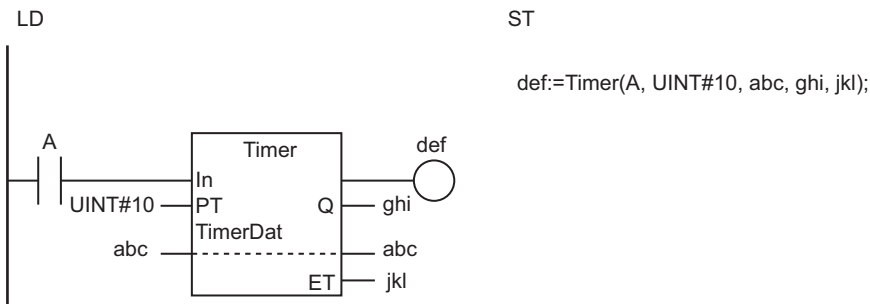 LD
ST
def:=Timer(A, UINT#10, abc, ghi, jkl);
A
Timer
def
In
UINT#10
PT
Q
ghi
TimerDat
abc
abc
ET
jkl